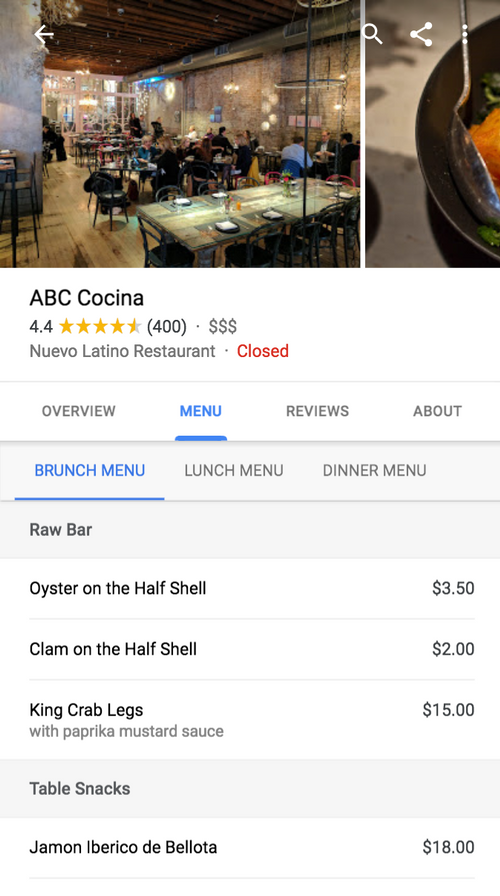 ABC Cocina
4.4 (400) · $$$
Nuevo Latino Restaurant · Closed
OVERVIEW MENU REVIEWS ABOUT
BRUNCH MENU LUNCH MENU DINNER MENU
Raw Bar
Oyster on the Half Shell $3.50
Clam on the Half Shell $2.00
King Crab Legs $15.00
with paprika mustard sauce
Table Snacks
Jamon Iberico de Bellota $18.00